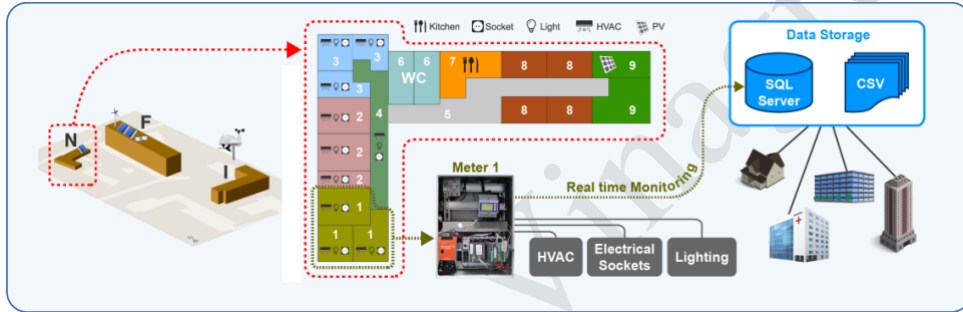 Kitchen Socket Light HVAC PV
Data Storage
SQL
Server
CSV
N F I
3 3
3
6 6
WC
7
8 8
9
2
4
5
8 8
9
2
2
1
1 1
Meter 1
Real time Monitoring
HVAC
Electrical
Sockets
Lighting